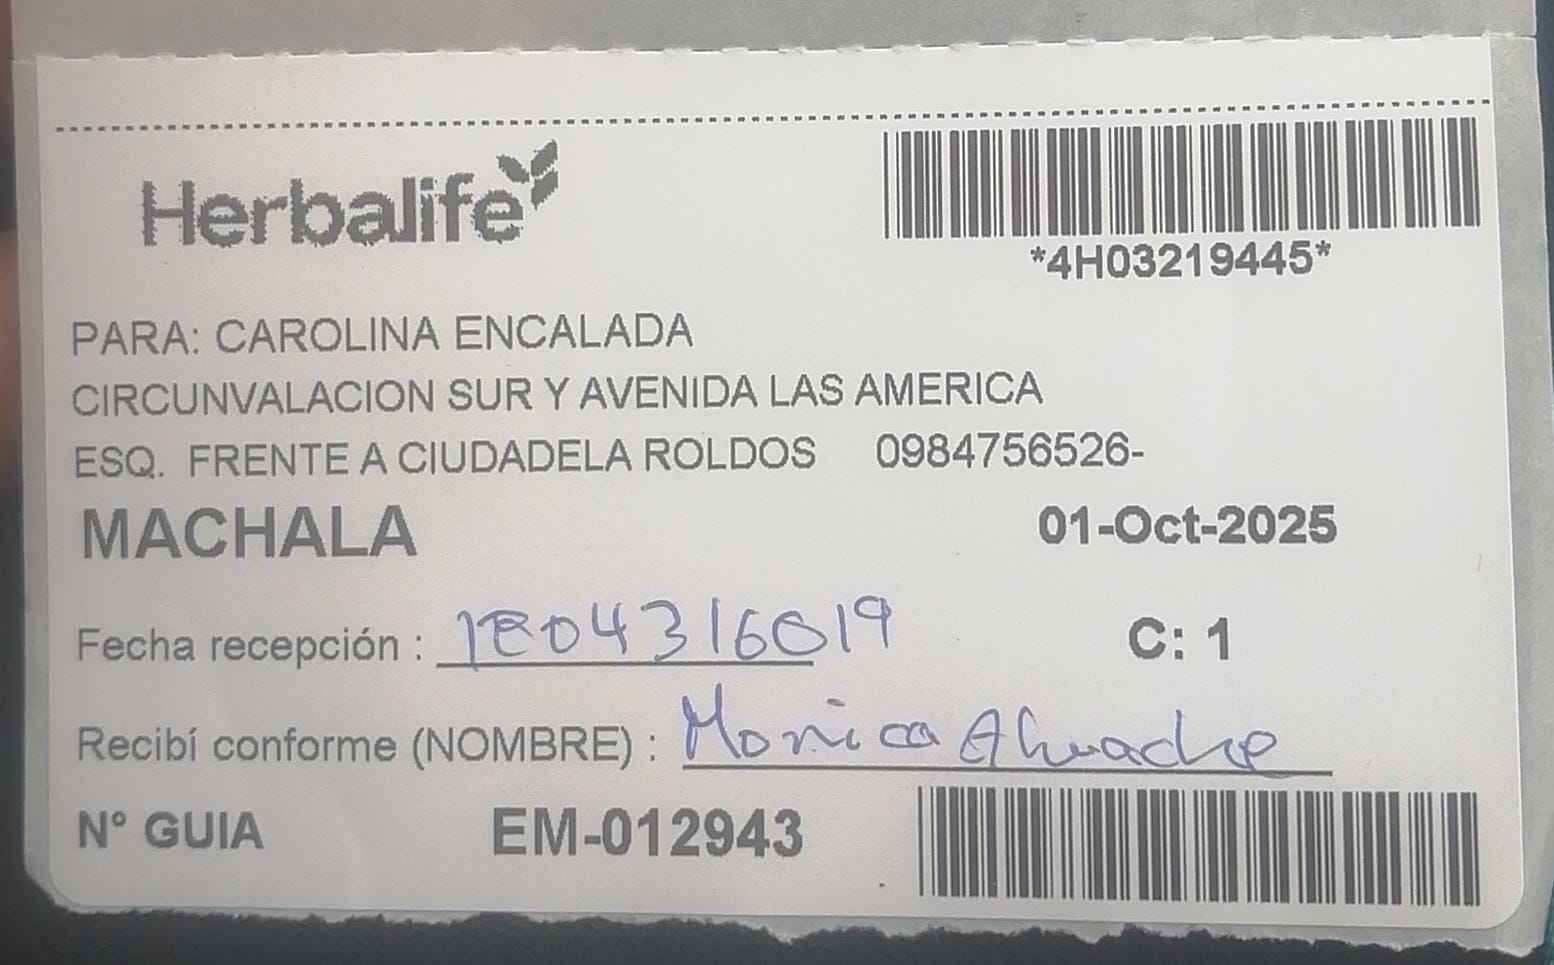 Herbalife
*4H03219445*
PARA: CAROLINA ENCALADA
CIRCUNVALACION SUR Y AVENIDA LAS AMERICA
ESQ. FRENTE A CIUDADELA ROLDOS 0984756526-
MACHALA 01-Oct-2025
Fecha recepción : C: 1
Recibí conforme (NOMBRE) : Monica
Nº GUIA EM-012943